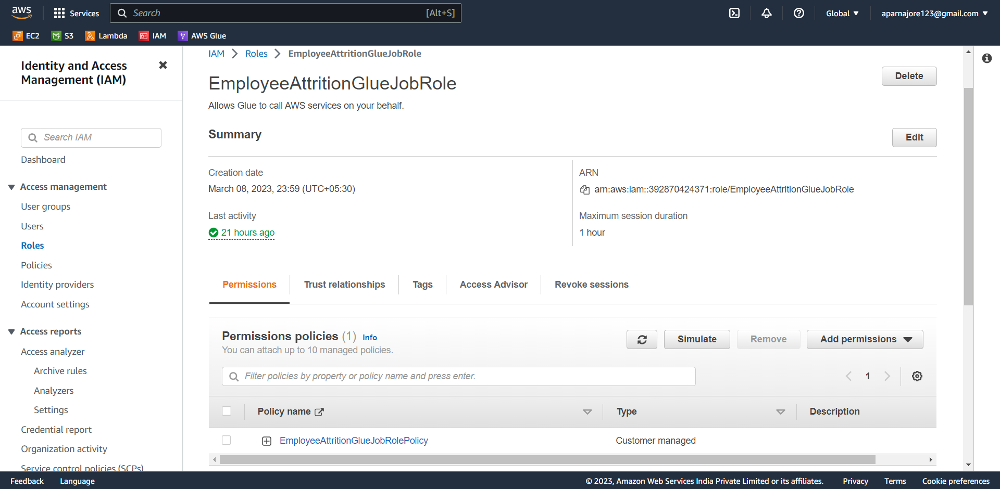 aws
Services
Search
[Alt+S]
Global
aparnajore123@gmail.com
EC2
S3
Lambda
IAM
AWS Glue
Identity and Access
Management (IAM)
Search IAM
Dashboard
Access management
User groups
Users
Roles
Policies
Identity providers
Account settings
Access reports
Access analyzer
Archive rules
Analyzers
Settings
Credential report
Organization activity
Service control policies (SCPs)
IAM
Roles
EmployeeAttritionGlueJobRole
EmployeeAttritionGlueJobRole
Delete
Allows Glue to call AWS services on your behalf.
Summary
Edit
Creation date
March 08, 2023, 23:59 (UTC+05:30)
ARN
arn:aws:iam::392870424371:role/EmployeeAttritionGlueJobRole
Last activity
21 hours ago
Maximum session duration
1 hour
Permissions
Trust relationships
Tags
Access Advisor
Revoke sessions
Permissions policies (1) Info
You can attach up to 10 managed policies.
Simulate
Remove
Add permissions
Filter policies by property or policy name and press enter.
1
Policy name
Type
Description
EmployeeAttritionGlueJobRolePolicy
Customer managed
Feedback
Language
© 2023, Amazon Web Services India Private Limited or its affiliates.
Privacy
Terms
Cookie preferences